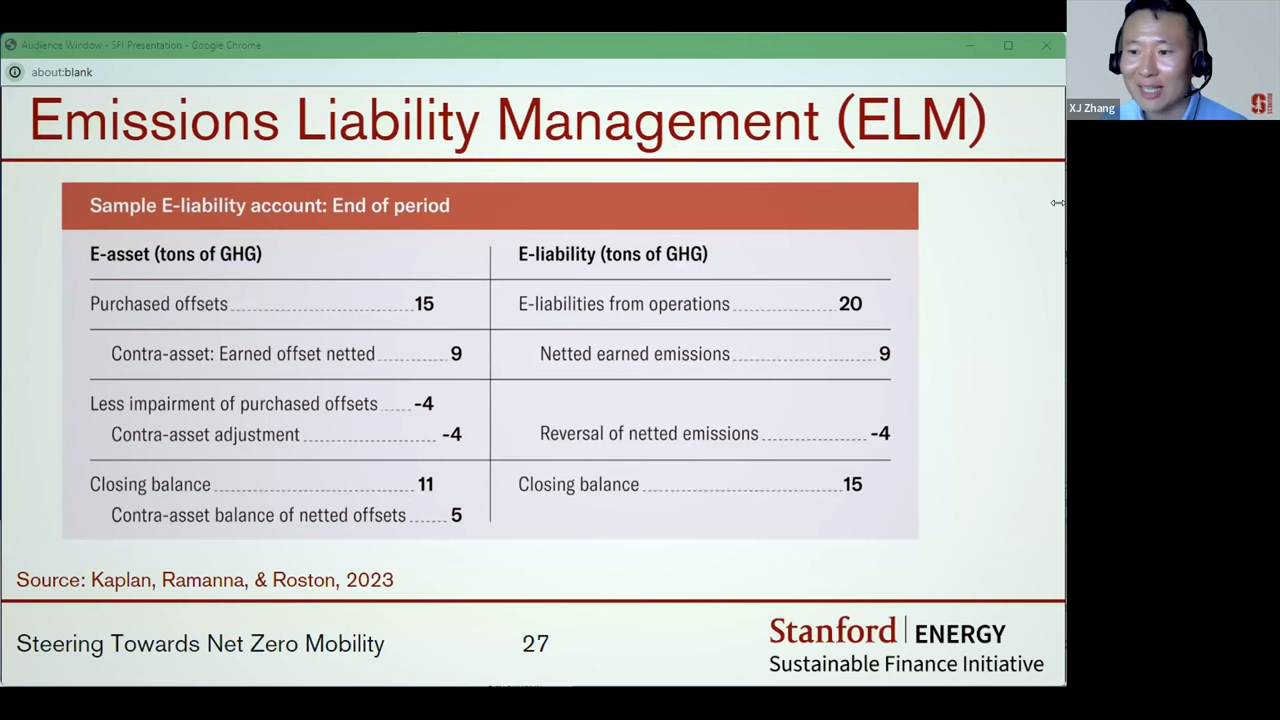 Audience Window - SFI Presentation - Google Chrome
about:blank
XJ Zhang
Emissions Liability Management (ELM)
Sample E-liability account: End of period
E-asset (tons of GHG) E-liability (tons of GHG)
Purchased offsets 15 E-liabilities from operations 20
Contra-asset: Earned offset netted 9 Netted earned emissions 9
Less impairment of purchased offsets -4
Contra-asset adjustment -4 Reversal of netted emissions -4
Closing balance 11 Closing balance 15
Contra-asset balance of netted offsets 5
Source: Kaplan, Ramanna, & Roston, 2023
Steering Towards Net Zero Mobility 27
Stanford | ENERGY
Sustainable Finance Initiative